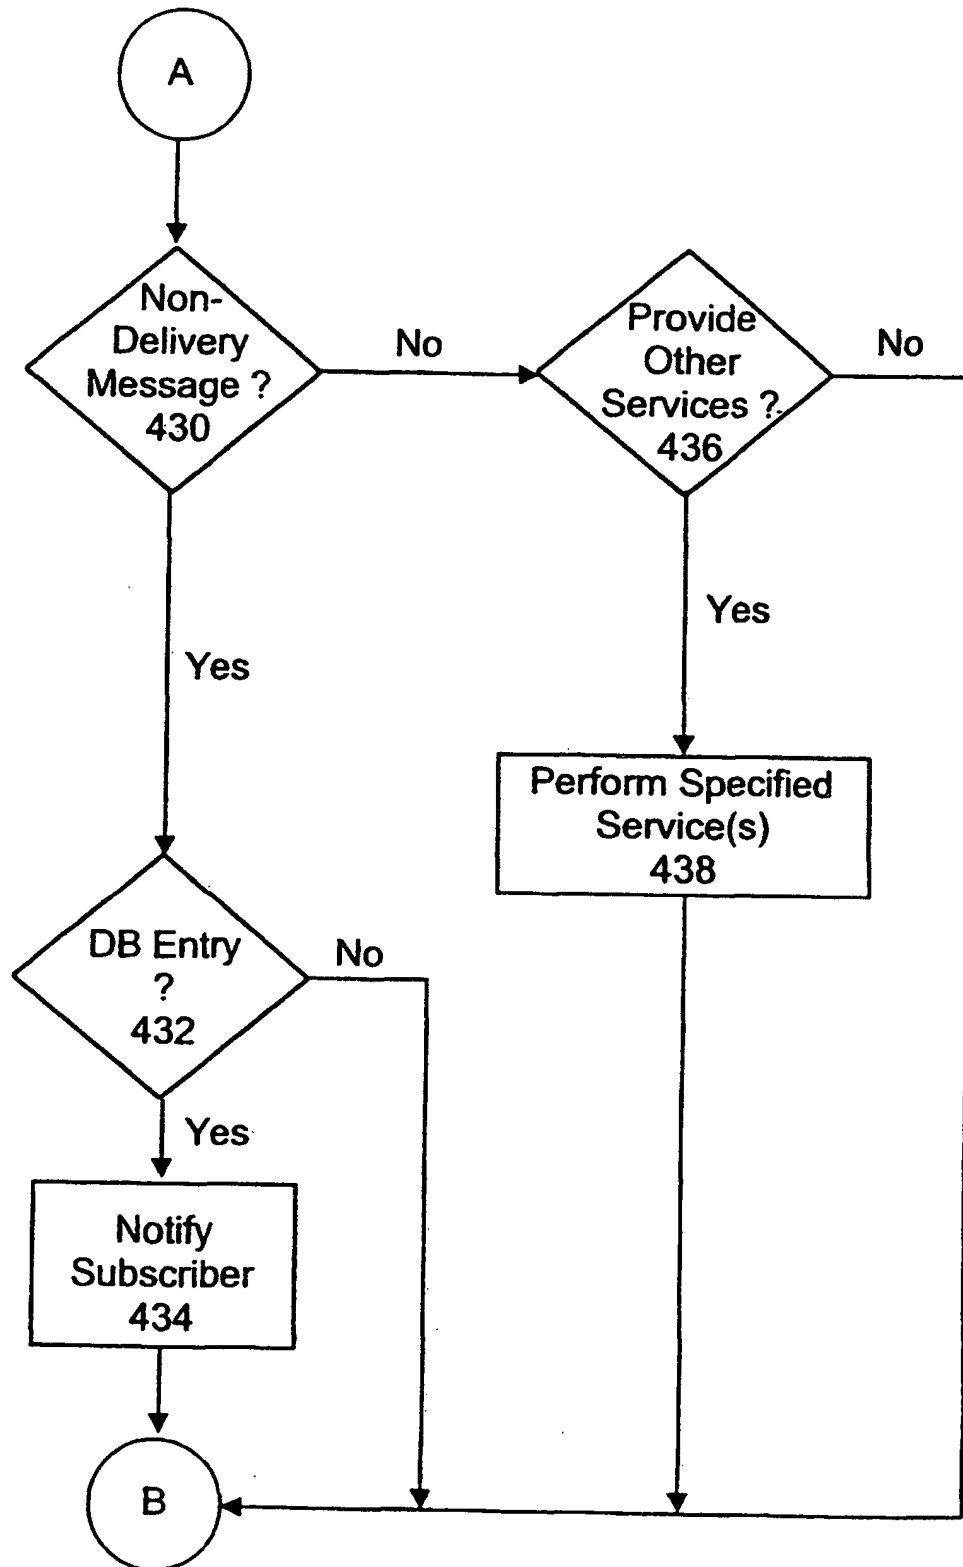 A
Non-
Delivery
Message ?
430
No
Provide
Other
Services ?
436
No
Yes
Yes
Perform Specified
Service(s)
438
DB Entry
?
432
No
Yes
Notify
Subscriber
434
B